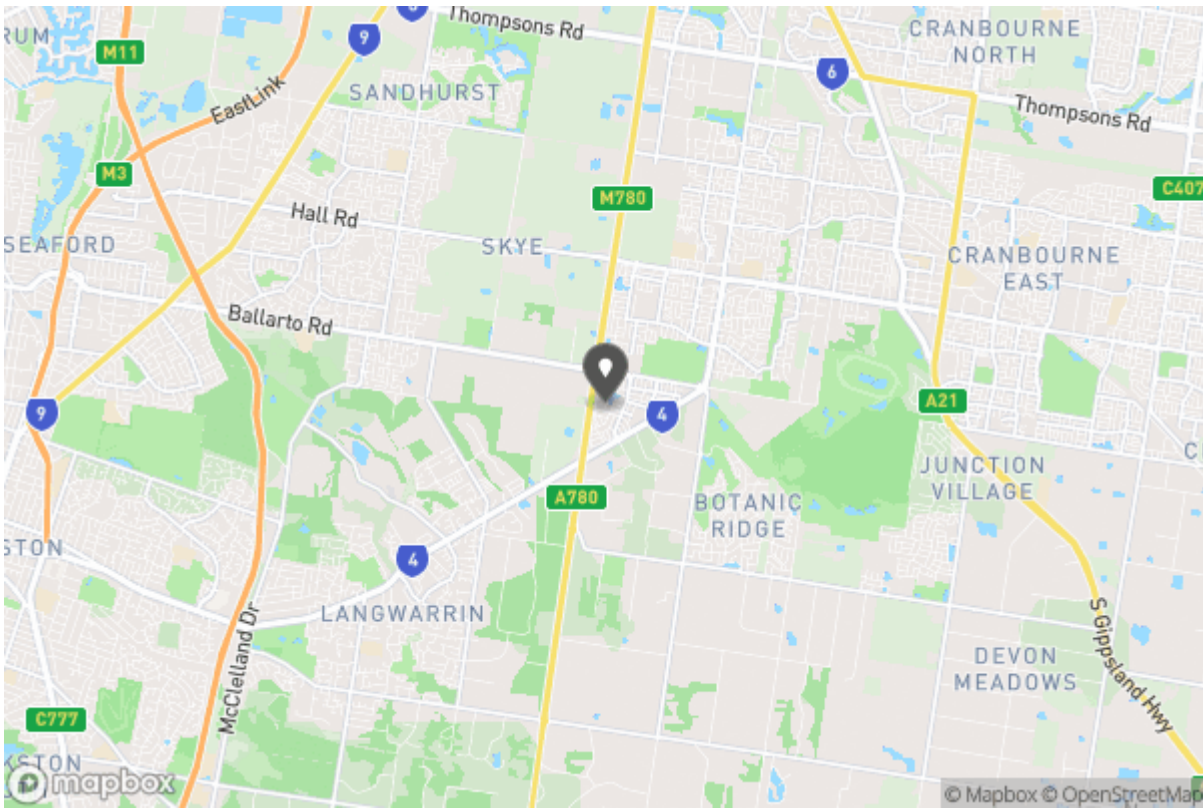 Thompsons Rd
CRANBOURNE
NORTH
RUM
9
M11
6
SANDHURST
EastLink
Thompsons Rd
M3
M780
C407
Hall Rd
SEAFORD
SKYE
CRANBOURNE
EAST
Ballarto Rd
9
4
A21
C
JUNCTION
VILLAGE
A780
BOTANIC
RIDGE
STON
4
LANGWARRIN
McClelland Dr
S Gippsland Hwy
DEVON
MEADOWS
C777
KSTON
mapbox
© Mapbox © OpenStreetMap